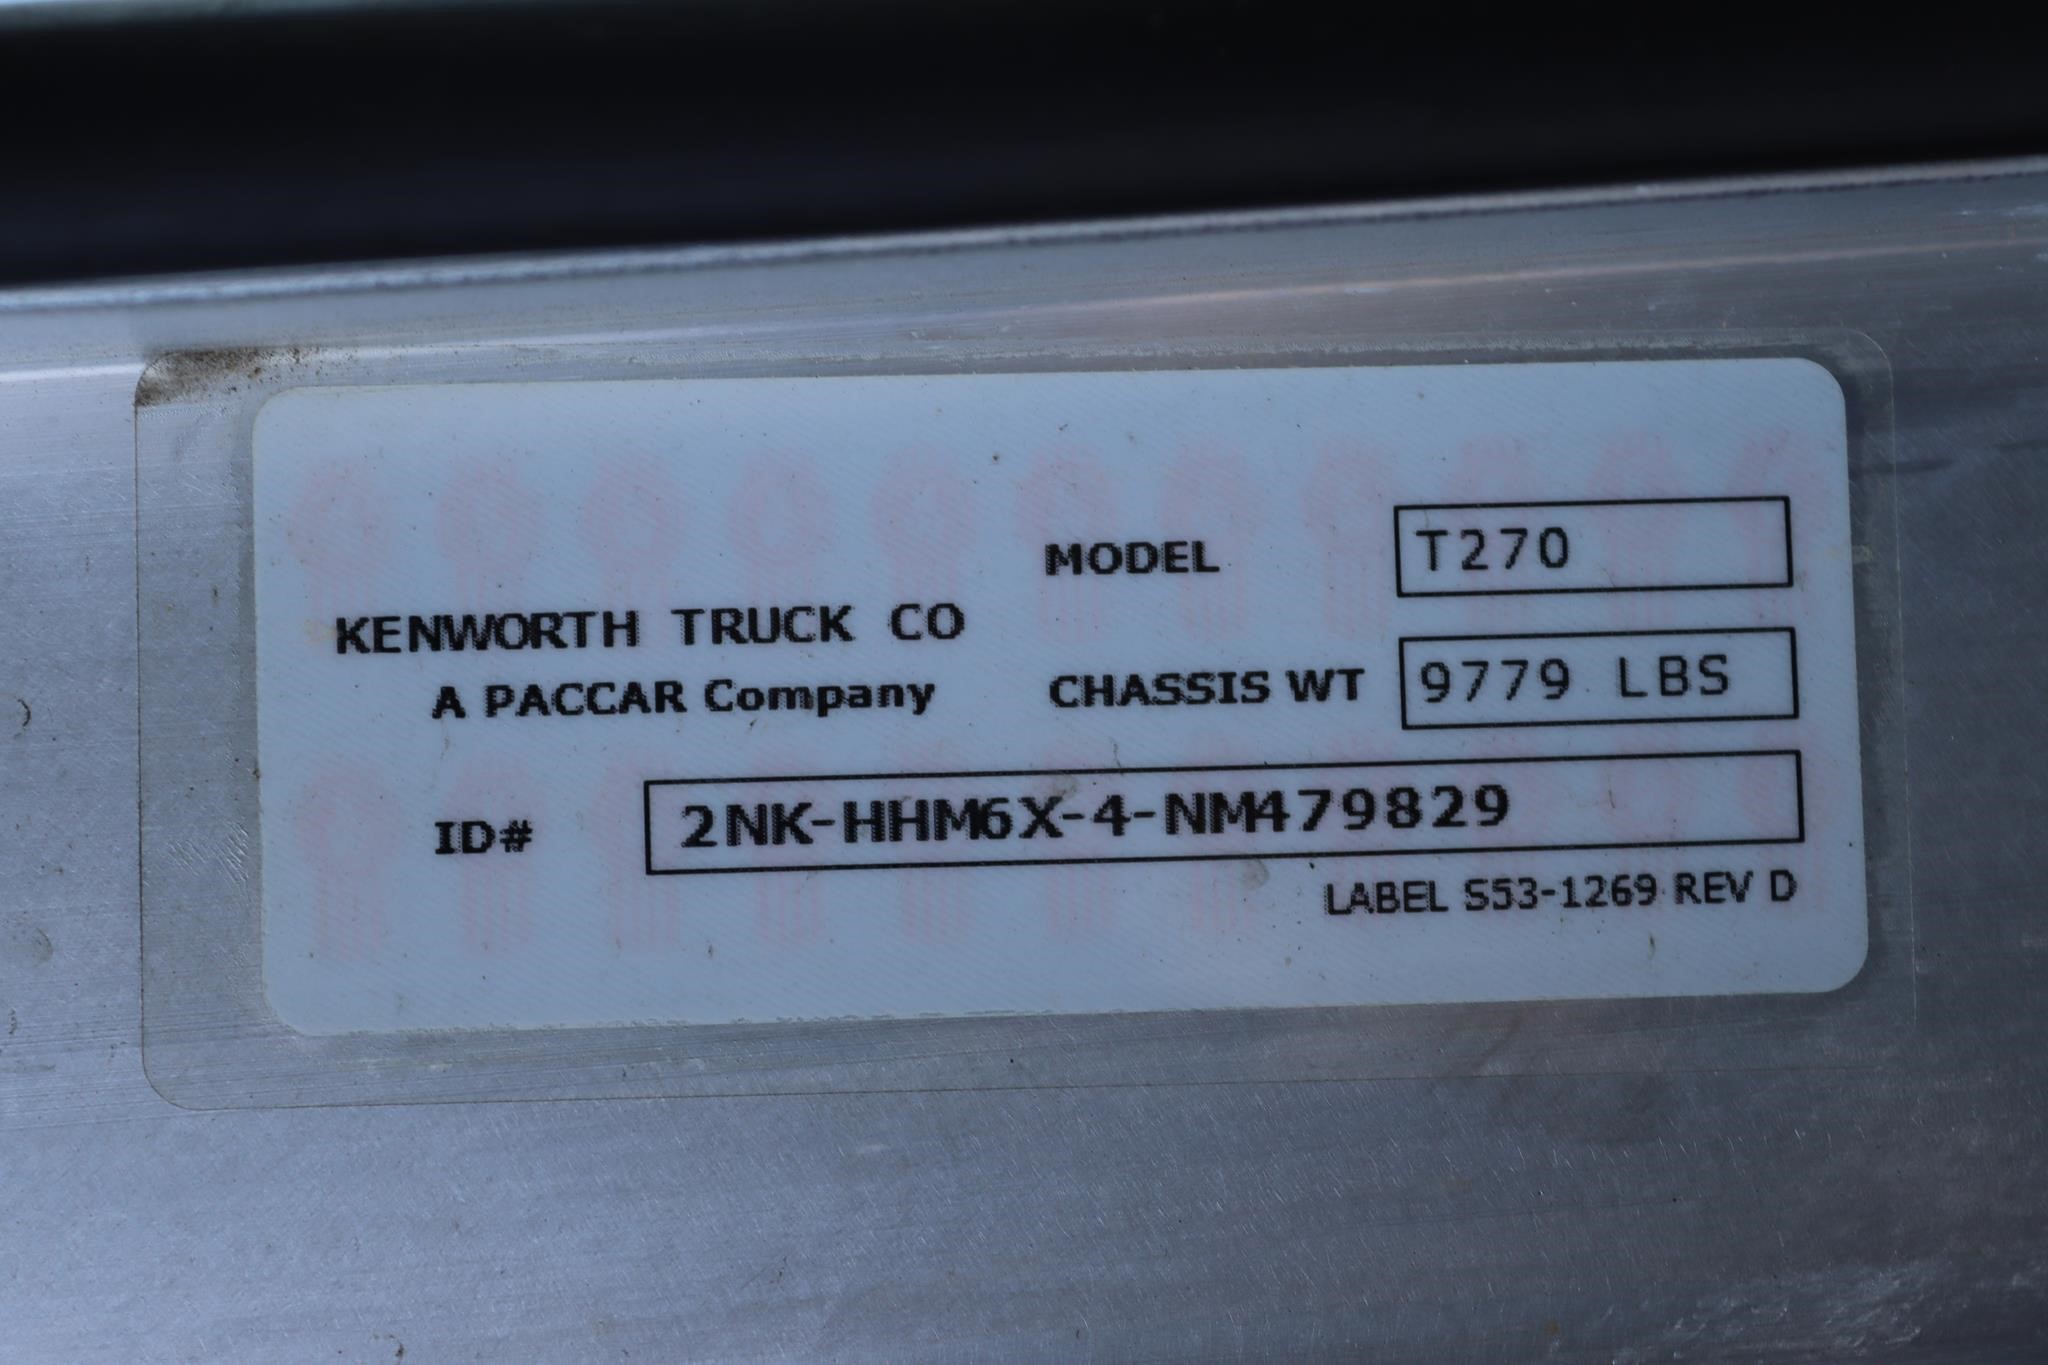 MODEL T270
KENWORTH TRUCK CO
A PACCAR Company
CHASSIS WT 9779 LBS
ID# 2NK-HHM6X-4-NM479829
LABEL S53-1269 REV D